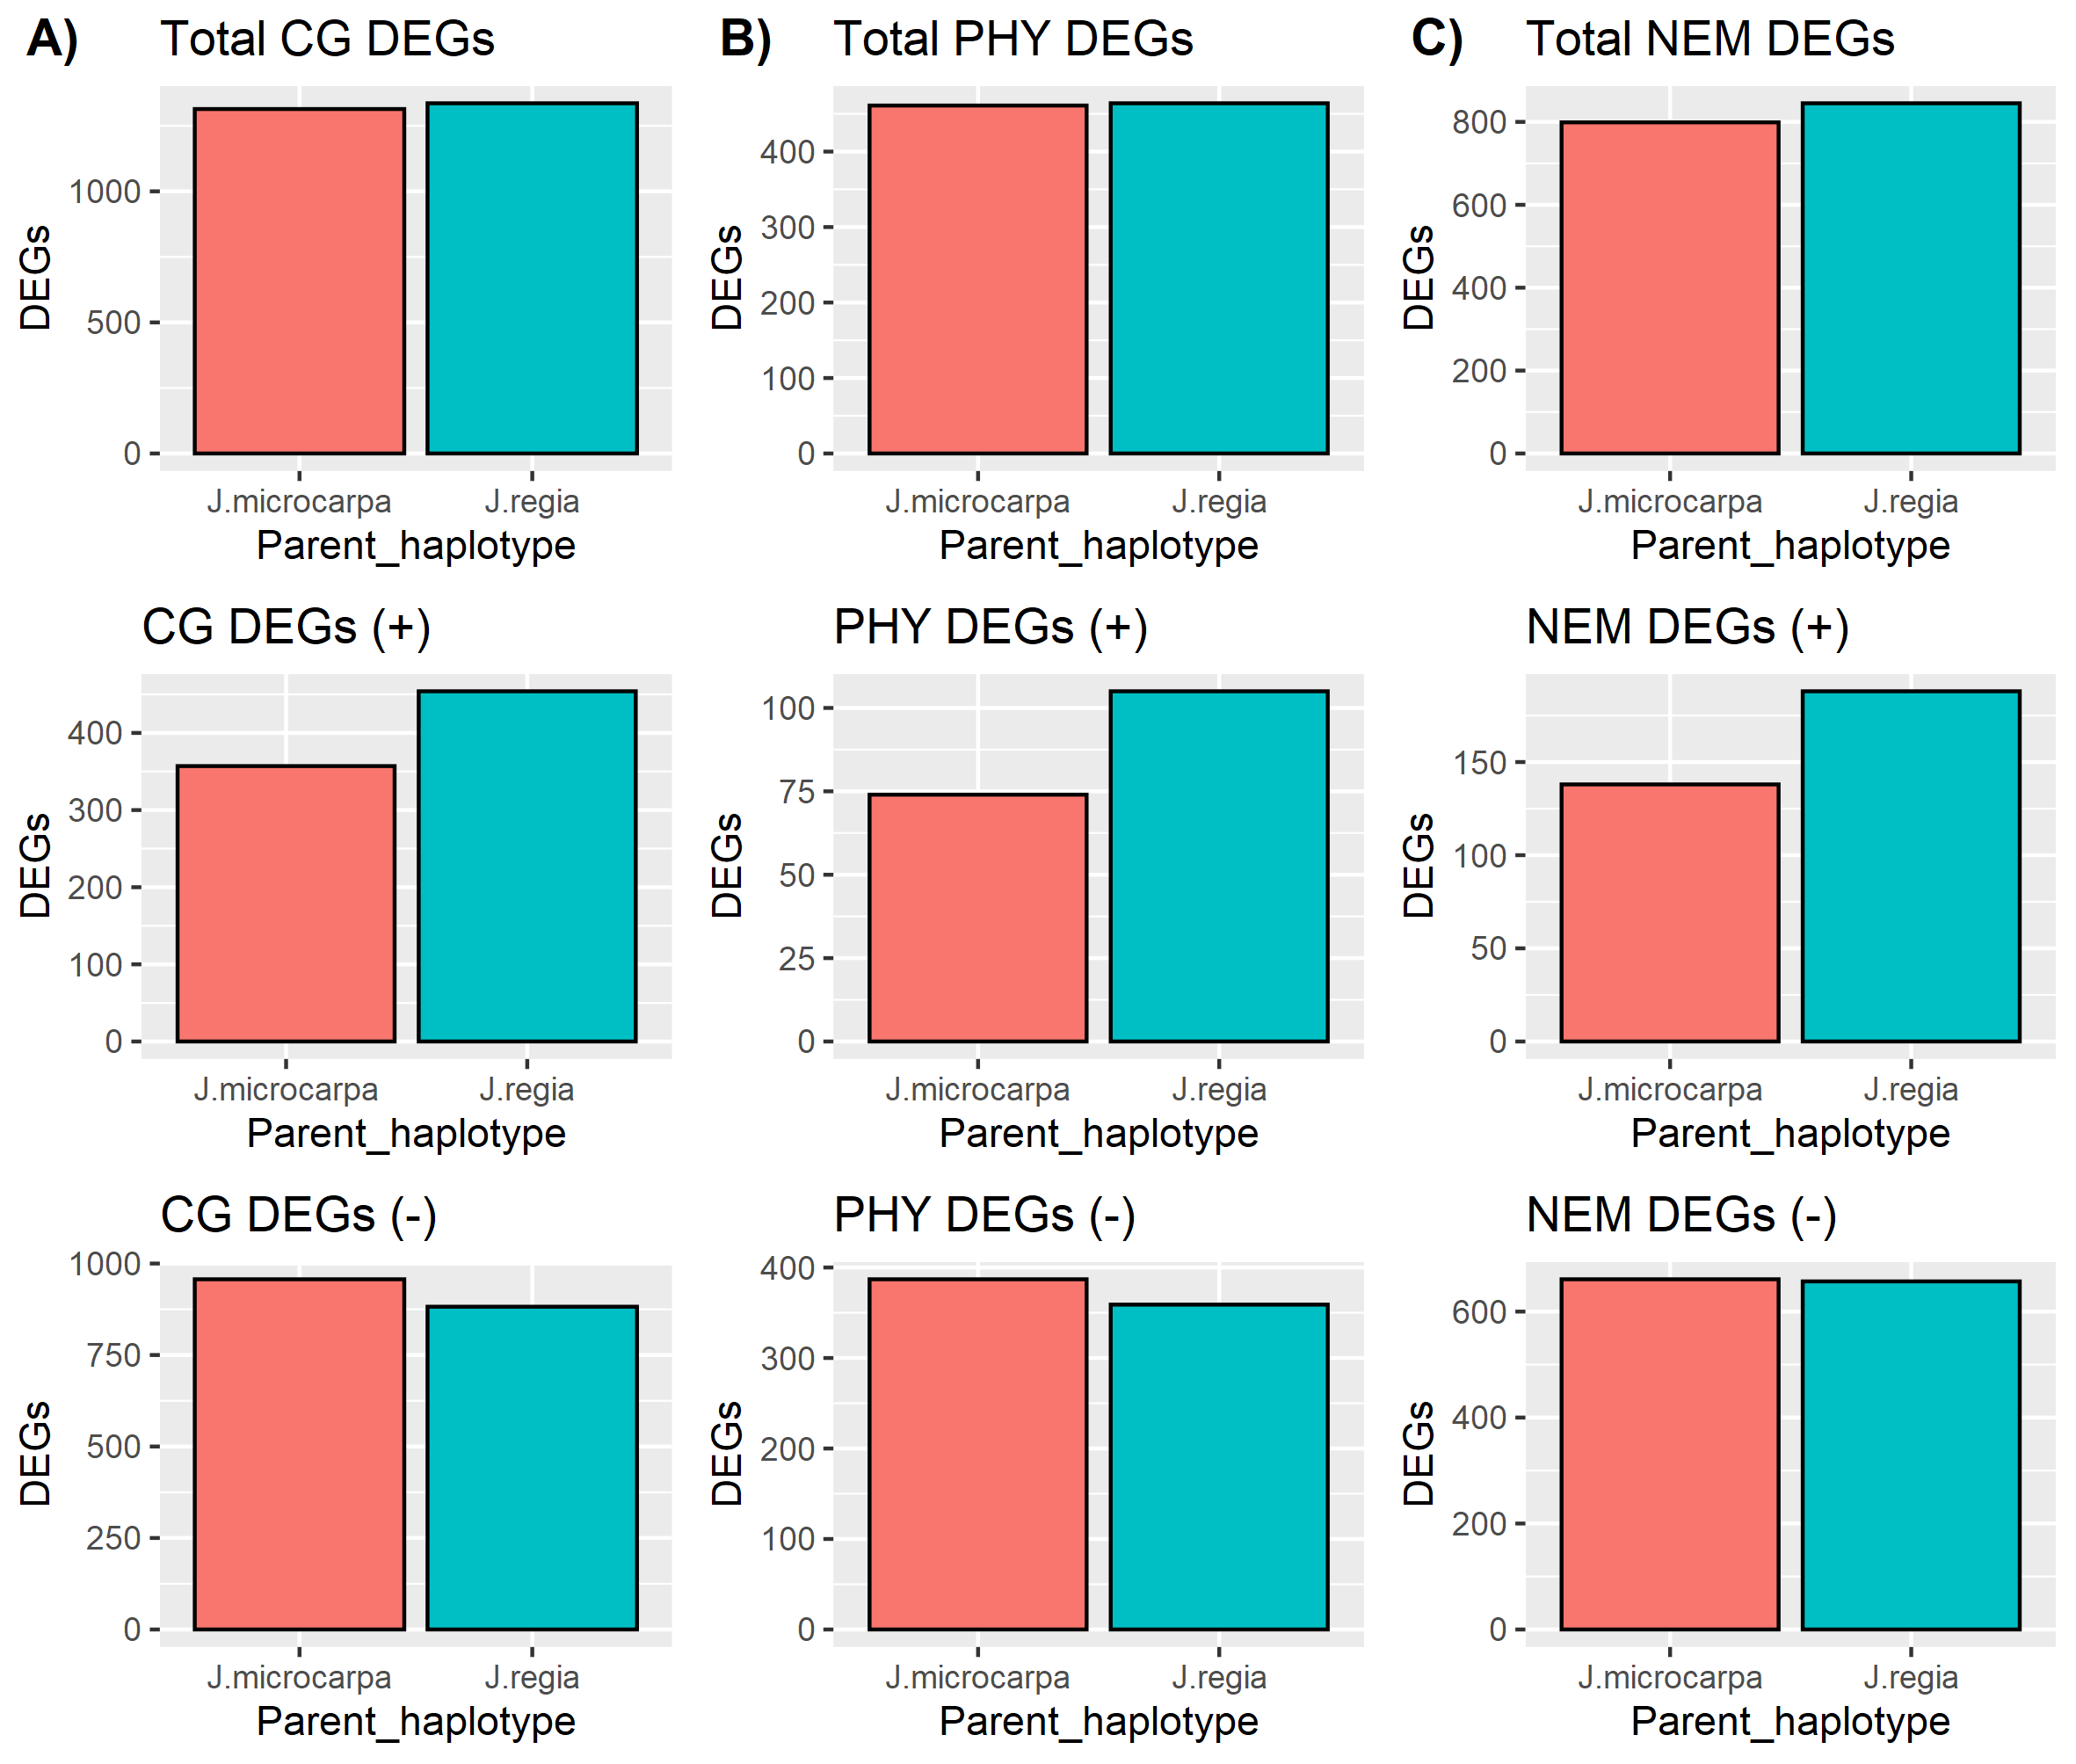 A) Total CG DEGs
DEGs
1000
500
0
J.microcarpa J.regia
Parent_haplotype
B) Total PHY DEGs
DEGs
400
300
200
100
0
J.microcarpa J.regia
Parent_haplotype
C) Total NEM DEGs
DEGs
800
600
400
200
0
J.microcarpa J.regia
Parent_haplotype
CG DEGs (+)
DEGs
400
300
200
100
0
J.microcarpa J.regia
Parent_haplotype
PHY DEGs (+)
DEGs
100
75
50
25
0
J.microcarpa J.regia
Parent_haplotype
NEM DEGs (+)
DEGs
150
100
50
0
J.microcarpa J.regia
Parent_haplotype
CG DEGs (-)
DEGs
1000
750
500
250
0
J.microcarpa J.regia
Parent_haplotype
PHY DEGs (-)
DEGs
400
300
200
100
0
J.microcarpa J.regia
Parent_haplotype
NEM DEGs (-)
DEGs
600
400
200
0
J.microcarpa J.regia
Parent_haplotype